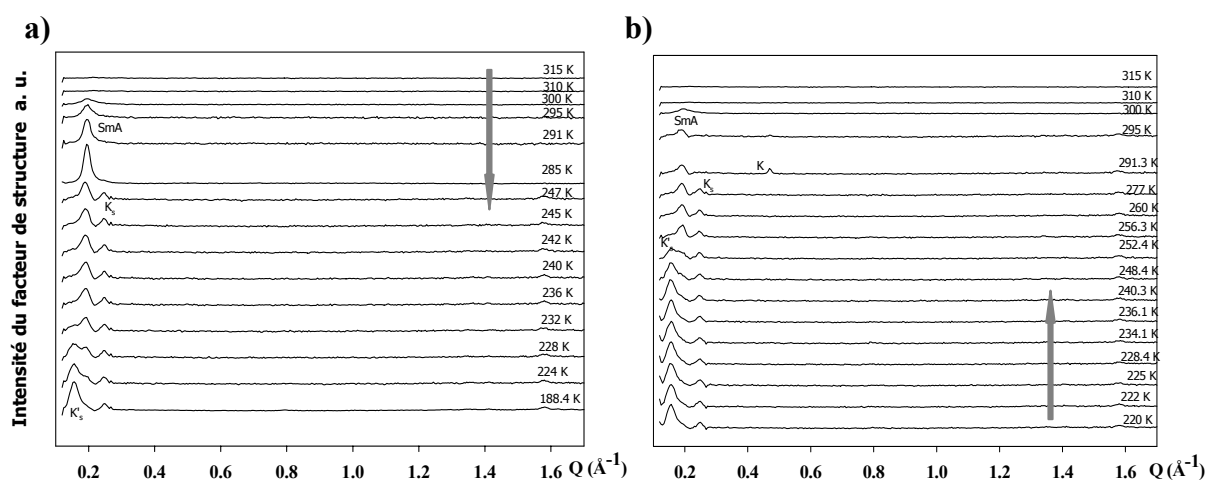 a)
Intensité du facteur de structure a. u.
315 K
310 K
300 K
295 K
SmA
291 K
285 K
247 K
K_s
245 K
242 K
240 K
236 K
232 K
228 K
224 K
188.4 K
K'_s
0.2 0.4 0.6 0.8 1.0 1.2 1.4 1.6 Q (Å⁻¹)
b)
315 K
310 K
300 K
SmA
295 K
K
291.3 K
K_s
277 K
260 K
256.3 K
K'_s
252.4 K
248.4 K
240.3 K
236.1 K
234.1 K
228.4 K
225 K
222 K
220 K
0.2 0.4 0.6 0.8 1.0 1.2 1.4 1.6 Q (Å⁻¹)